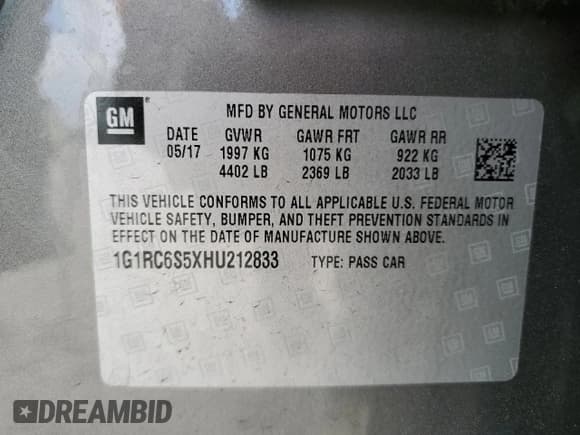 GM
MFD BY GENERAL MOTORS LLC
DATE GVWR GAWR FRT GAWR RR
05/17 1997 KG 1075 KG 922 KG
4402 LB 2369 LB 2033 LB
THIS VEHICLE CONFORMS TO ALL APPLICABLE U.S. FEDERAL MOTOR
VEHICLE SAFETY, BUMPER, AND THEFT PREVENTION STANDARDS IN
EFFECT ON THE DATE OF MANUFACTURE SHOWN ABOVE.
1G1RC6S5XHU212833 TYPE: PASS CAR
DREAMBID